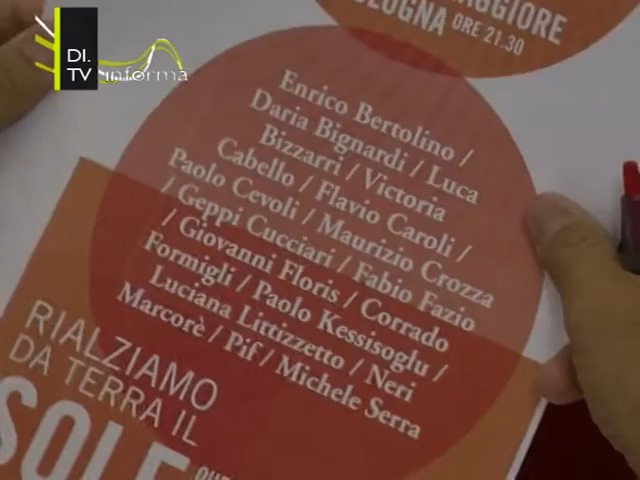 DI.
TV informa
MAGGIORE
BOLOGNA ORE 21.30
Enrico Bertolino /
Daria Bignardi / Luca
Bizzarri / Victoria
Cabello / Flavio Caroli /
Paolo Cevoli / Maurizio Crozza
/ Geppi Cucciari / Fabio Fazio
/ Giovanni Floris / Corrado
Formigli / Paolo Kessisoglu /
Luciana Littizzetto / Neri
Marcorè / Pif / Michele Serra
RIALZIAMO
DA TERRA IL
SOLE